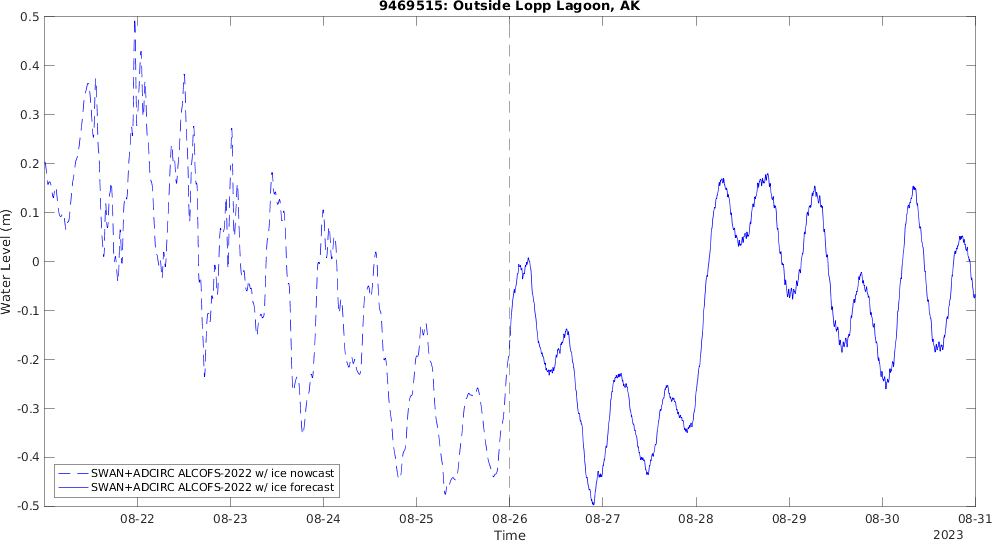 9469515: Outside Lopp Lagoon, AK
0.5
0.4
0.3
0.2
0.1
0
-0.1
-0.2
-0.3
-0.4
-0.5
Water Level (m)
SWAN+ADCIRC ALCOFS-2022 w/ ice nowcast
SWAN+ADCIRC ALCOFS-2022 w/ ice forecast
08-22 08-23 08-24 08-25 08-26 08-27 08-28 08-29 08-30 08-31
Time
2023